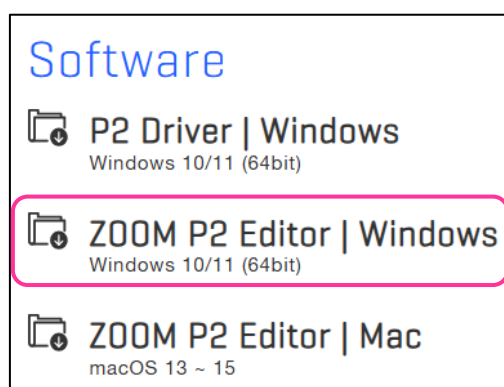 Software
P2 Driver | Windows
Windows 10/11 (64bit)
ZOOM P2 Editor | Windows
Windows 10/11 (64bit)
ZOOM P2 Editor | Mac
macOS 13 ~ 15